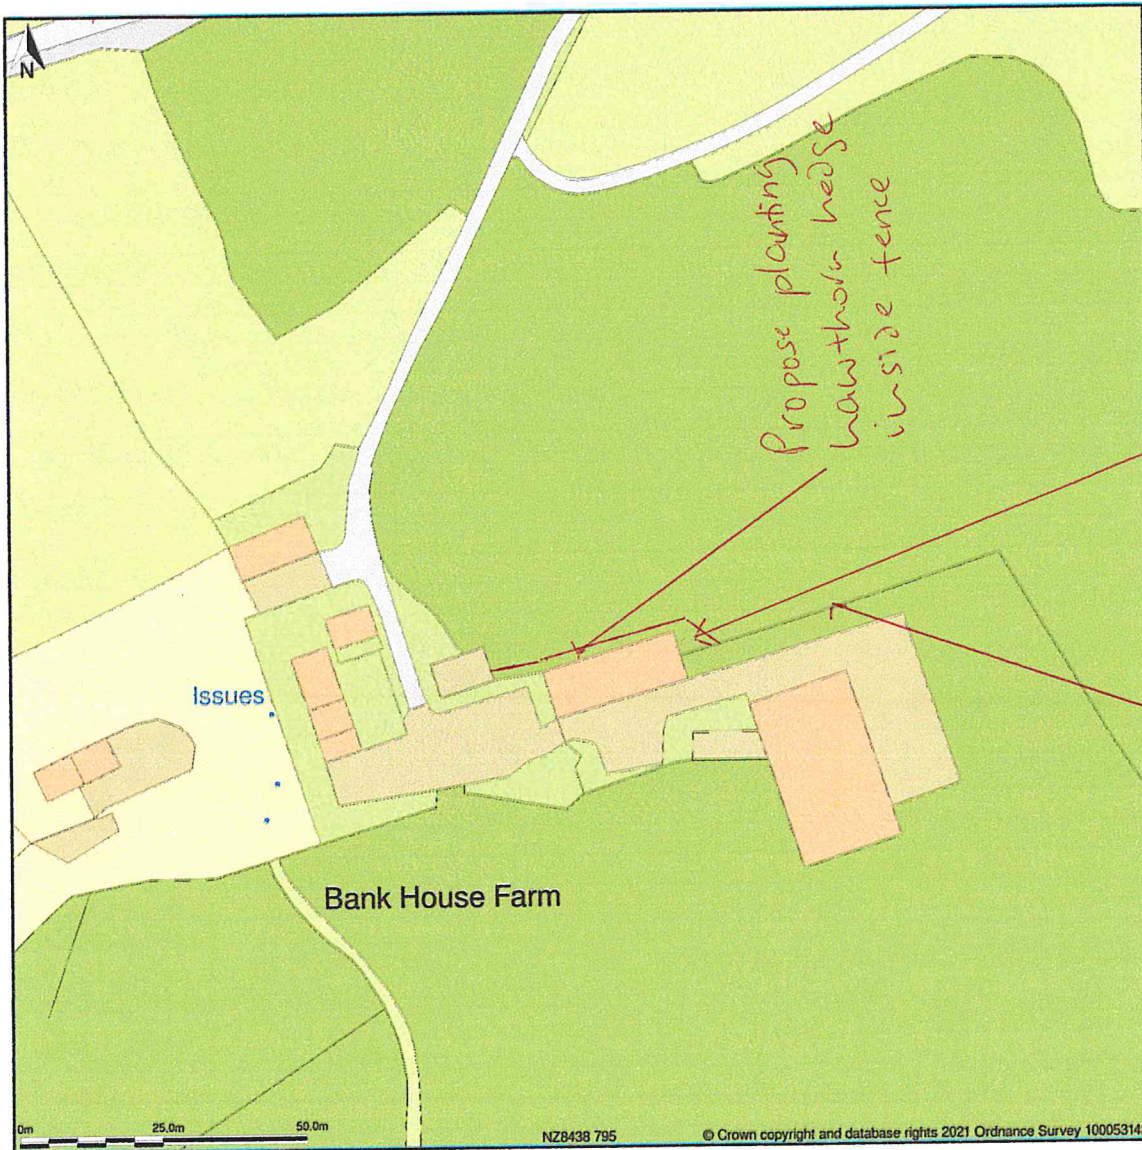 N
Propose planting
hawthorn hedge
inside fence
Issues
Bank House Farm
0m 25.0m 50.0m
NZ8438 795
© Crown copyright and database rights 2021 Ordnance Survey 100053143